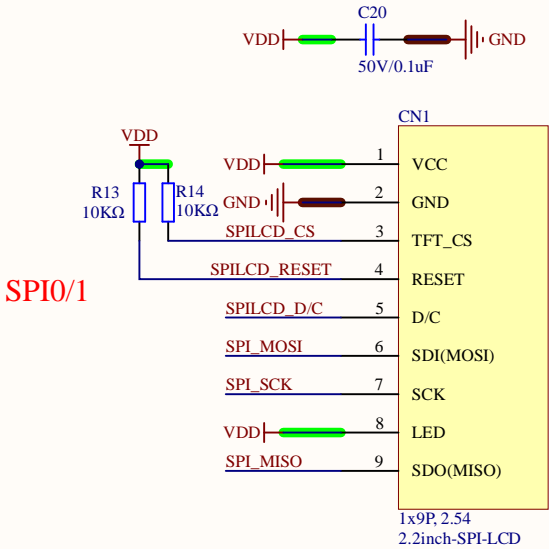 C20
VDD
GND
50V/0.1uF
CN1
VDD
VDD
1
VCC
R13
R14
10KΩ
10KΩ
GND
2
GND
SPILCD_CS
3
TFT_CS
SPI0/1
SPILCD_RESET
4
RESET
SPILCD_D/C
5
D/C
SPI_MOSI
6
SDI(MOSI)
SPI_SCK
7
SCK
VDD
8
LED
SPI_MISO
9
SDO(MISO)
1x9P, 2.54
2.2inch-SPI-LCD